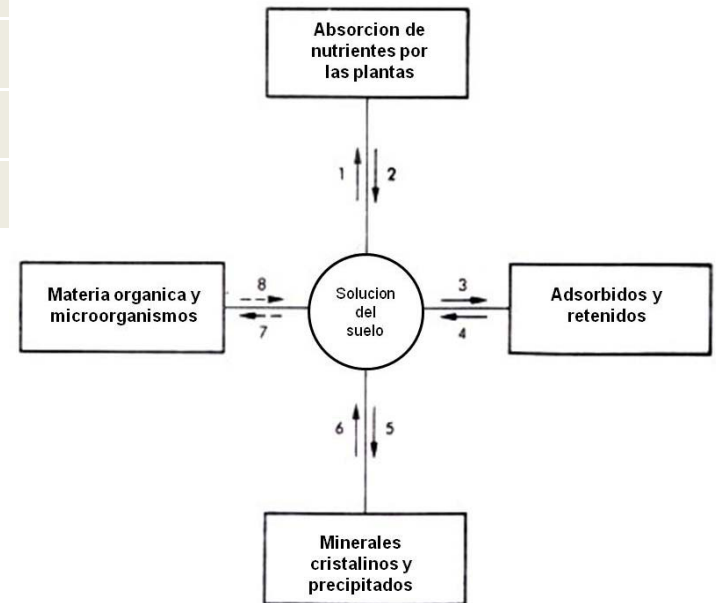 Absorcion de
nutrientes por
las plantas
1
2
Materia organica y
microorganismos
8
7
Solucion
del
suelo
3
4
Adsorbidos y
retenidos
6
5
Minerales
cristalinos y
precipitados